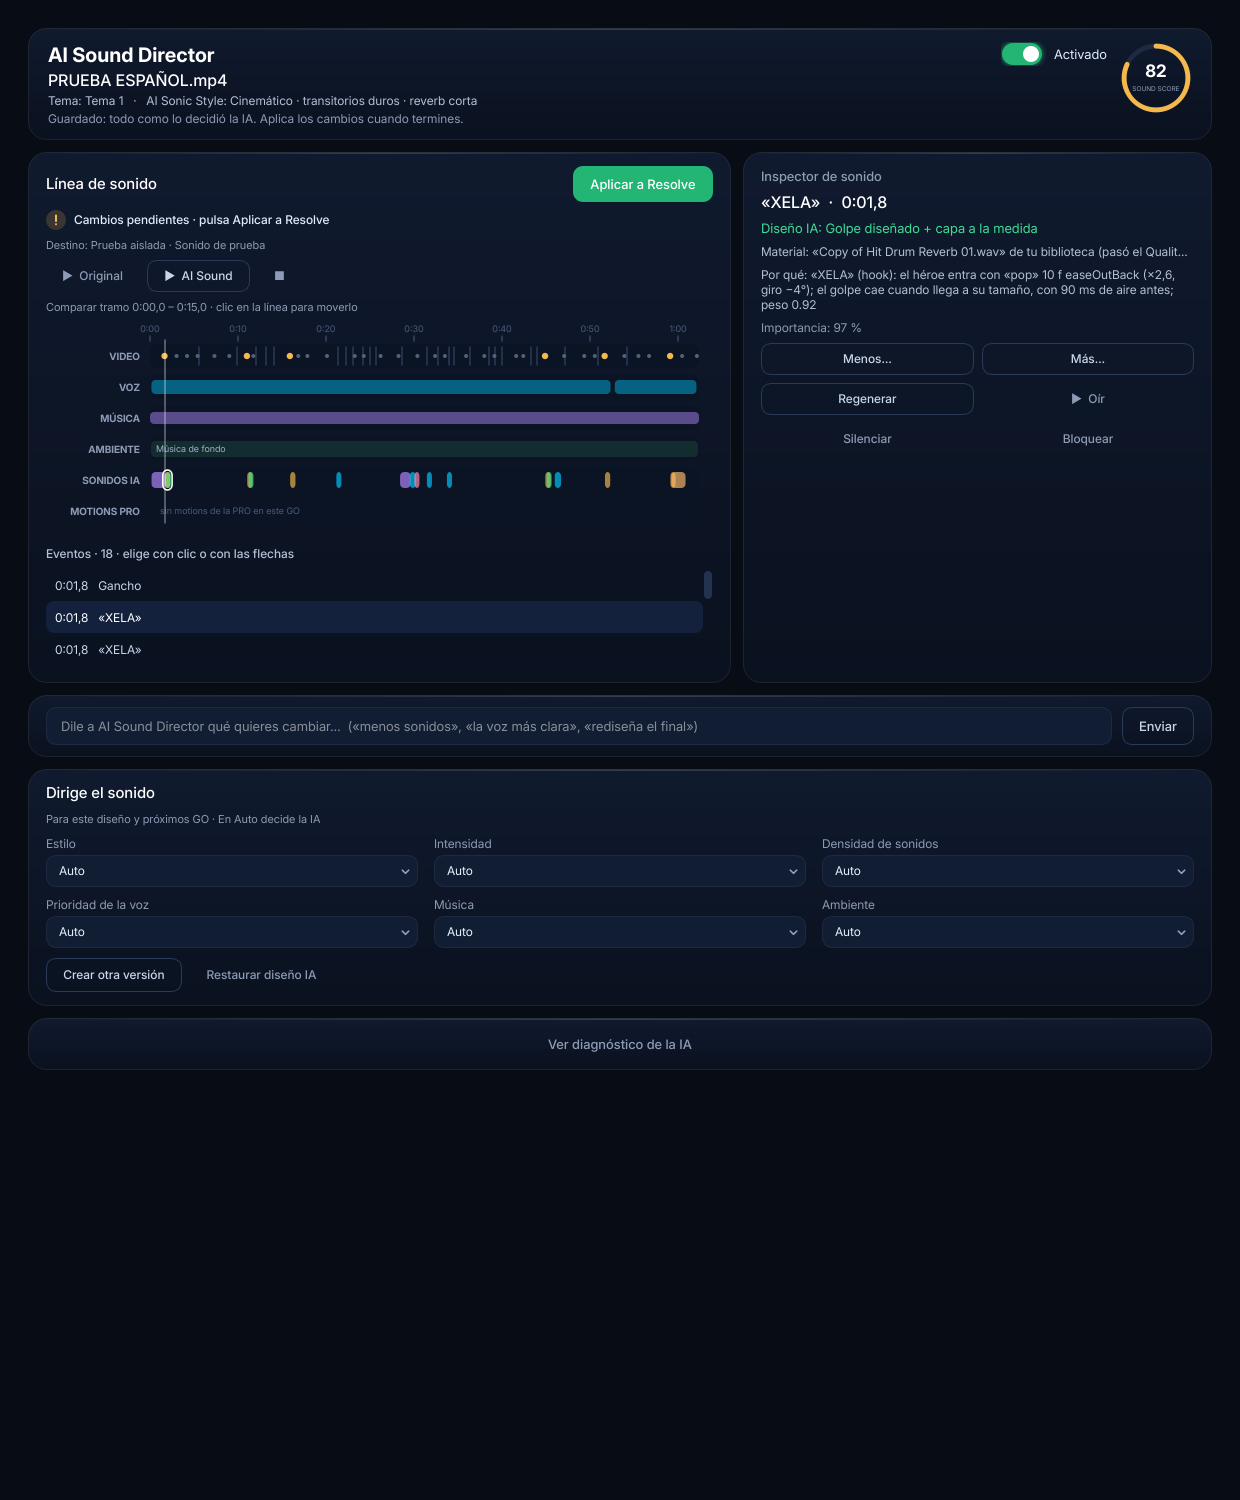 AI Sound Director
PRUEBA ESPAÑOL.mp4
Tema: Tema 1 · AI Sonic Style: Cinemático · transitorios duros · reverb corta
Guardado: todo como lo decidió la IA. Aplica los cambios cuando termines.
Activado
82
SOUND SCORE
Línea de sonido
Aplicar a Resolve
! Cambios pendientes · pulsa Aplicar a Resolve
Destino: Prueba aislada · Sonido de prueba
Original
AI Sound
Comparar tramo 0:00,0 – 0:15,0 · clic en la línea para moverlo
0:00 0:10 0:20 0:30 0:40 0:50 1:00
VIDEO
VOZ
MÚSICA
AMBIENTE Música de fondo
SONIDOS IA
MOTIONS PRO sin motions de la PRO en este GO
Eventos · 18 · elige con clic o con las flechas
0:01,8 Gancho
0:01,8 «XELA»
0:01,8 «XELA»
Inspector de sonido
«XELA» · 0:01,8
Diseño IA: Golpe diseñado + capa a la medida
Material: «Copy of Hit Drum Reverb 01.wav» de tu biblioteca (pasó el Qualit...
Por qué: «XELA» (hook): el héroe entra con «pop» 10 f easeOutBack (×2,6,
giro −4°); el golpe cae cuando llega a su tamaño, con 90 ms de aire antes;
peso 0.92
Importancia: 97 %
Menos...
Más...
Regenerar
Oír
Silenciar
Bloquear
Dile a AI Sound Director qué quieres cambiar... («menos sonidos», «la voz más clara», «rediseña el final»)
Enviar
Dirige el sonido
Para este diseño y próximos GO · En Auto decide la IA
Estilo
Intensidad
Densidad de sonidos
Auto
Auto
Auto
Prioridad de la voz
Música
Ambiente
Auto
Auto
Auto
Crear otra versión
Restaurar diseño IA
Ver diagnóstico de la IA